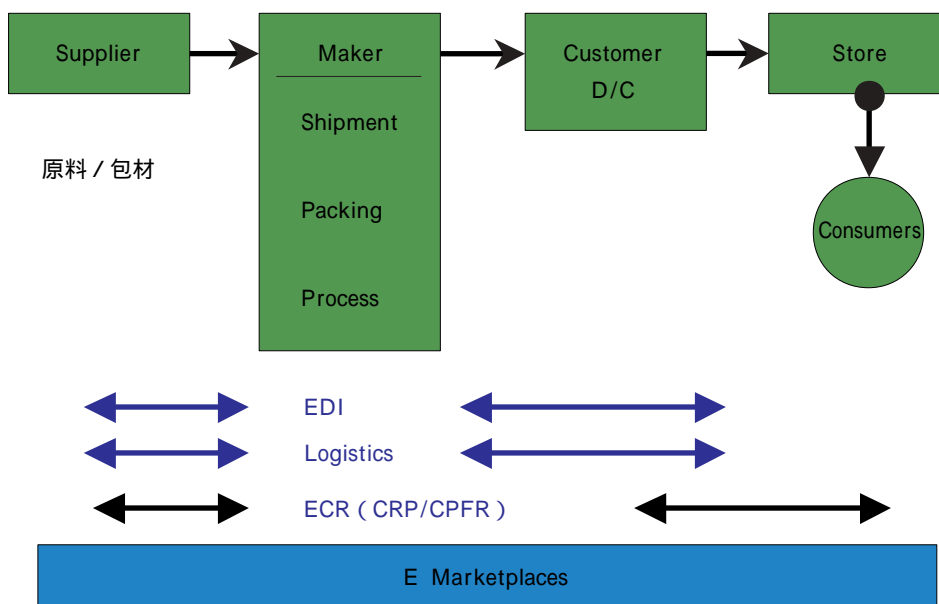 Supplier
Maker
Customer
D/C
Store
Shipment
原料／包材
Packing
Consumers
Process
EDI
Logistics
ECR（CRP/CPFR）
E Marketplaces